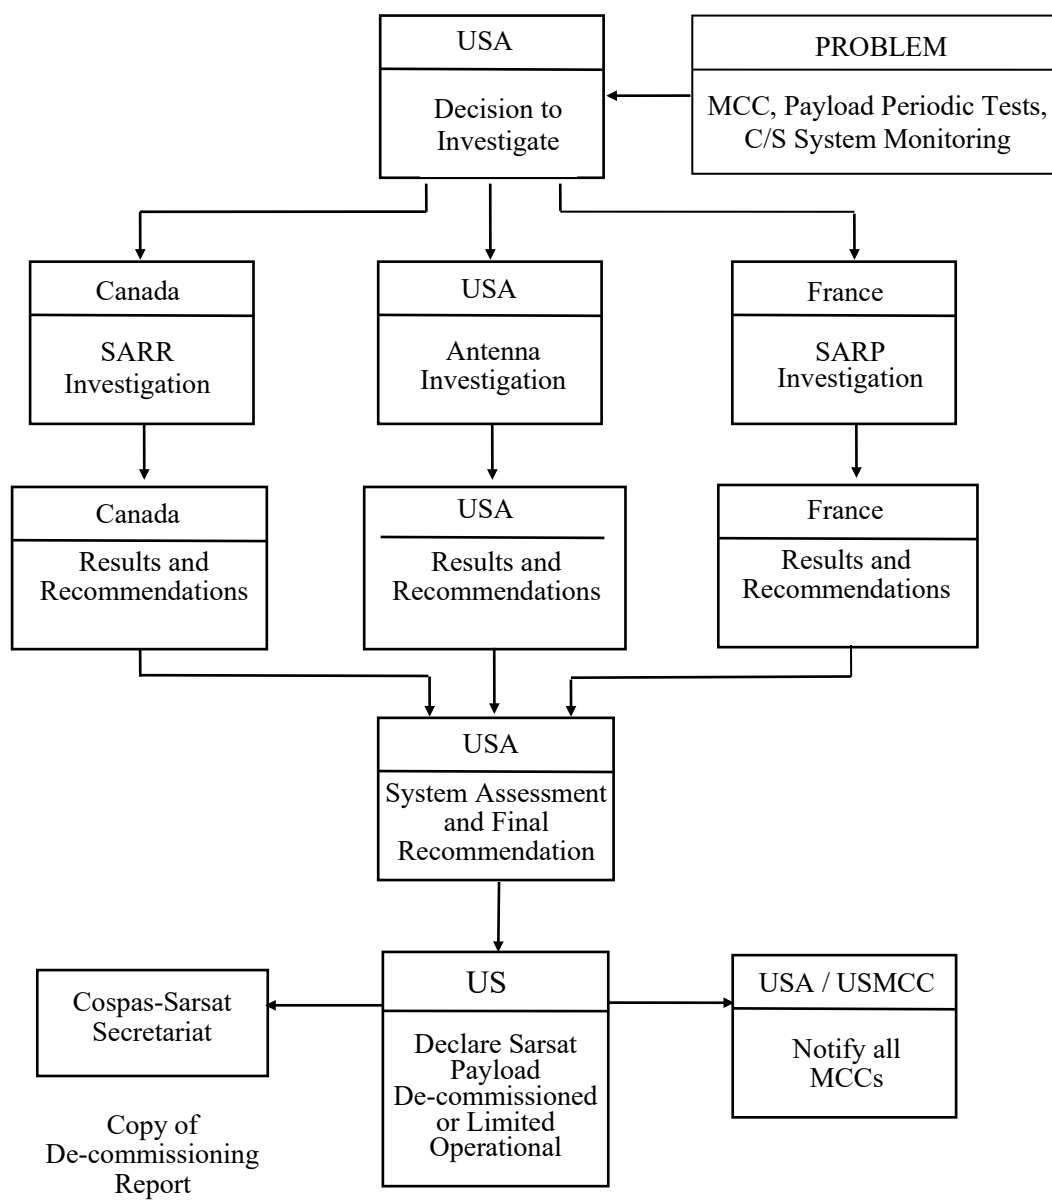 USA
Decision to
Investigate
PROBLEM
MCC, Payload Periodic Tests,
C/S System Monitoring
Canada
SARR
Investigation
USA
Antenna
Investigation
France
SARP
Investigation
Canada
Results and
Recommendations
USA
Results and
Recommendations
France
Results and
Recommendations
USA
System Assessment
and Final
Recommendation
Cospas-Sarsat
Secretariat
Copy of
De-commissioning
Report
US
Declare Sarsat
Payload
De-commissioned
or Limited
Operational
USA / USMCC
Notify all
MCCs